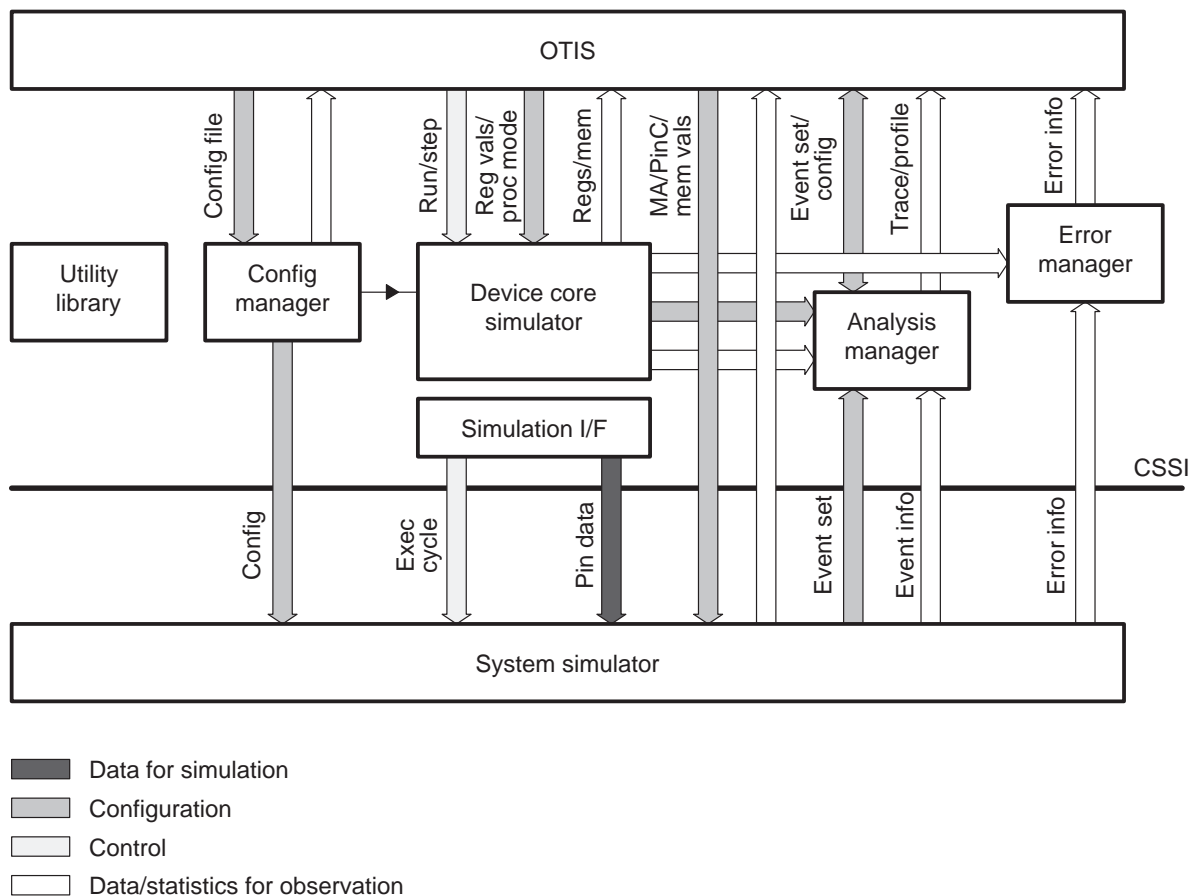 OTIS
Config file
Run/step
Reg vals/
proc mode
Regs/mem
MA/PinC/
mem vals
Event set/
config
Trace/profile
Error info
Utility
library
Config
manager
Device core
simulator
Analysis
manager
Error
manager
Simulation I/F
CSSI
Config
Exec
cycle
Pin data
Event set
Event info
Error info
System simulator
Data for simulation
Configuration
Control
Data/statistics for observation